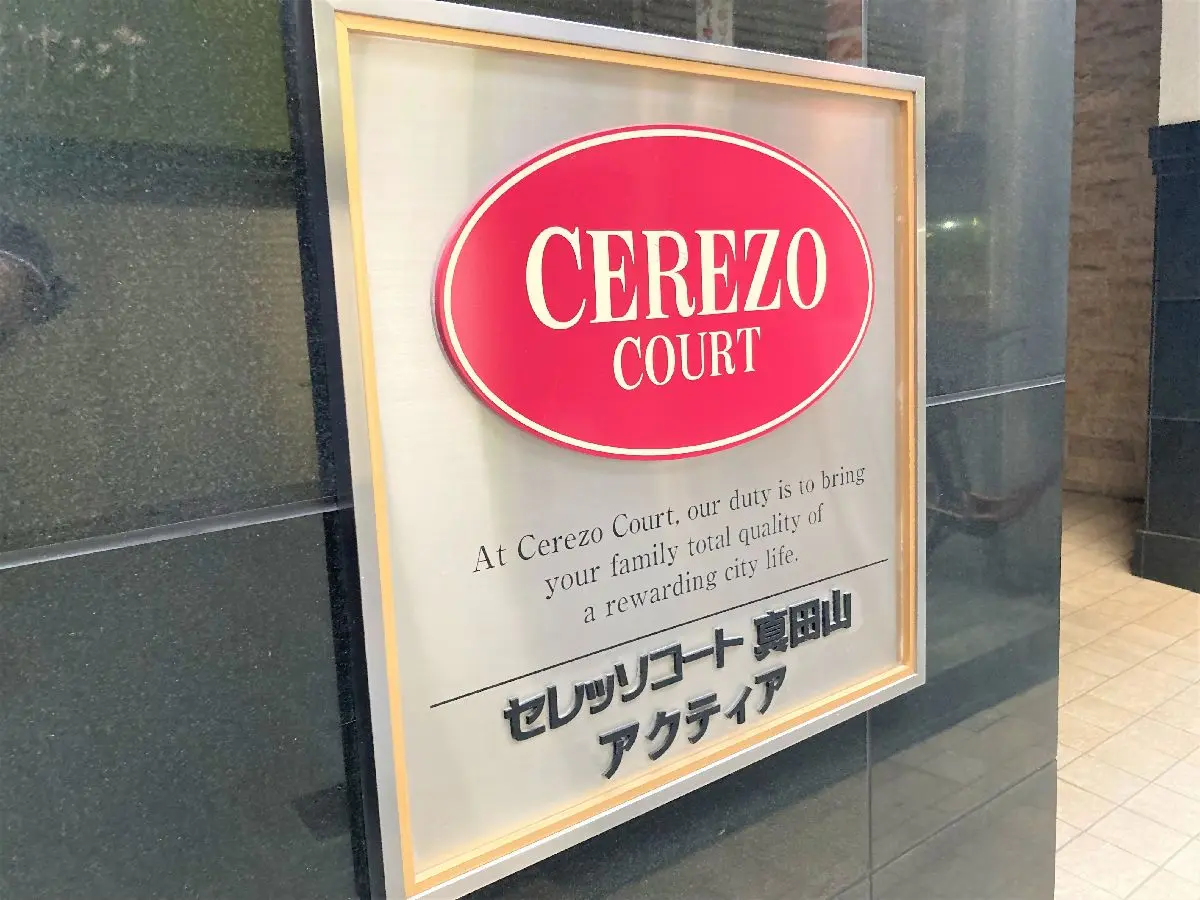 CEREZO
COURT
At Cerezo Court, our duty is to bring
your family total quality of
a rewarding city life.
セレッソコート 真田山
アクティア